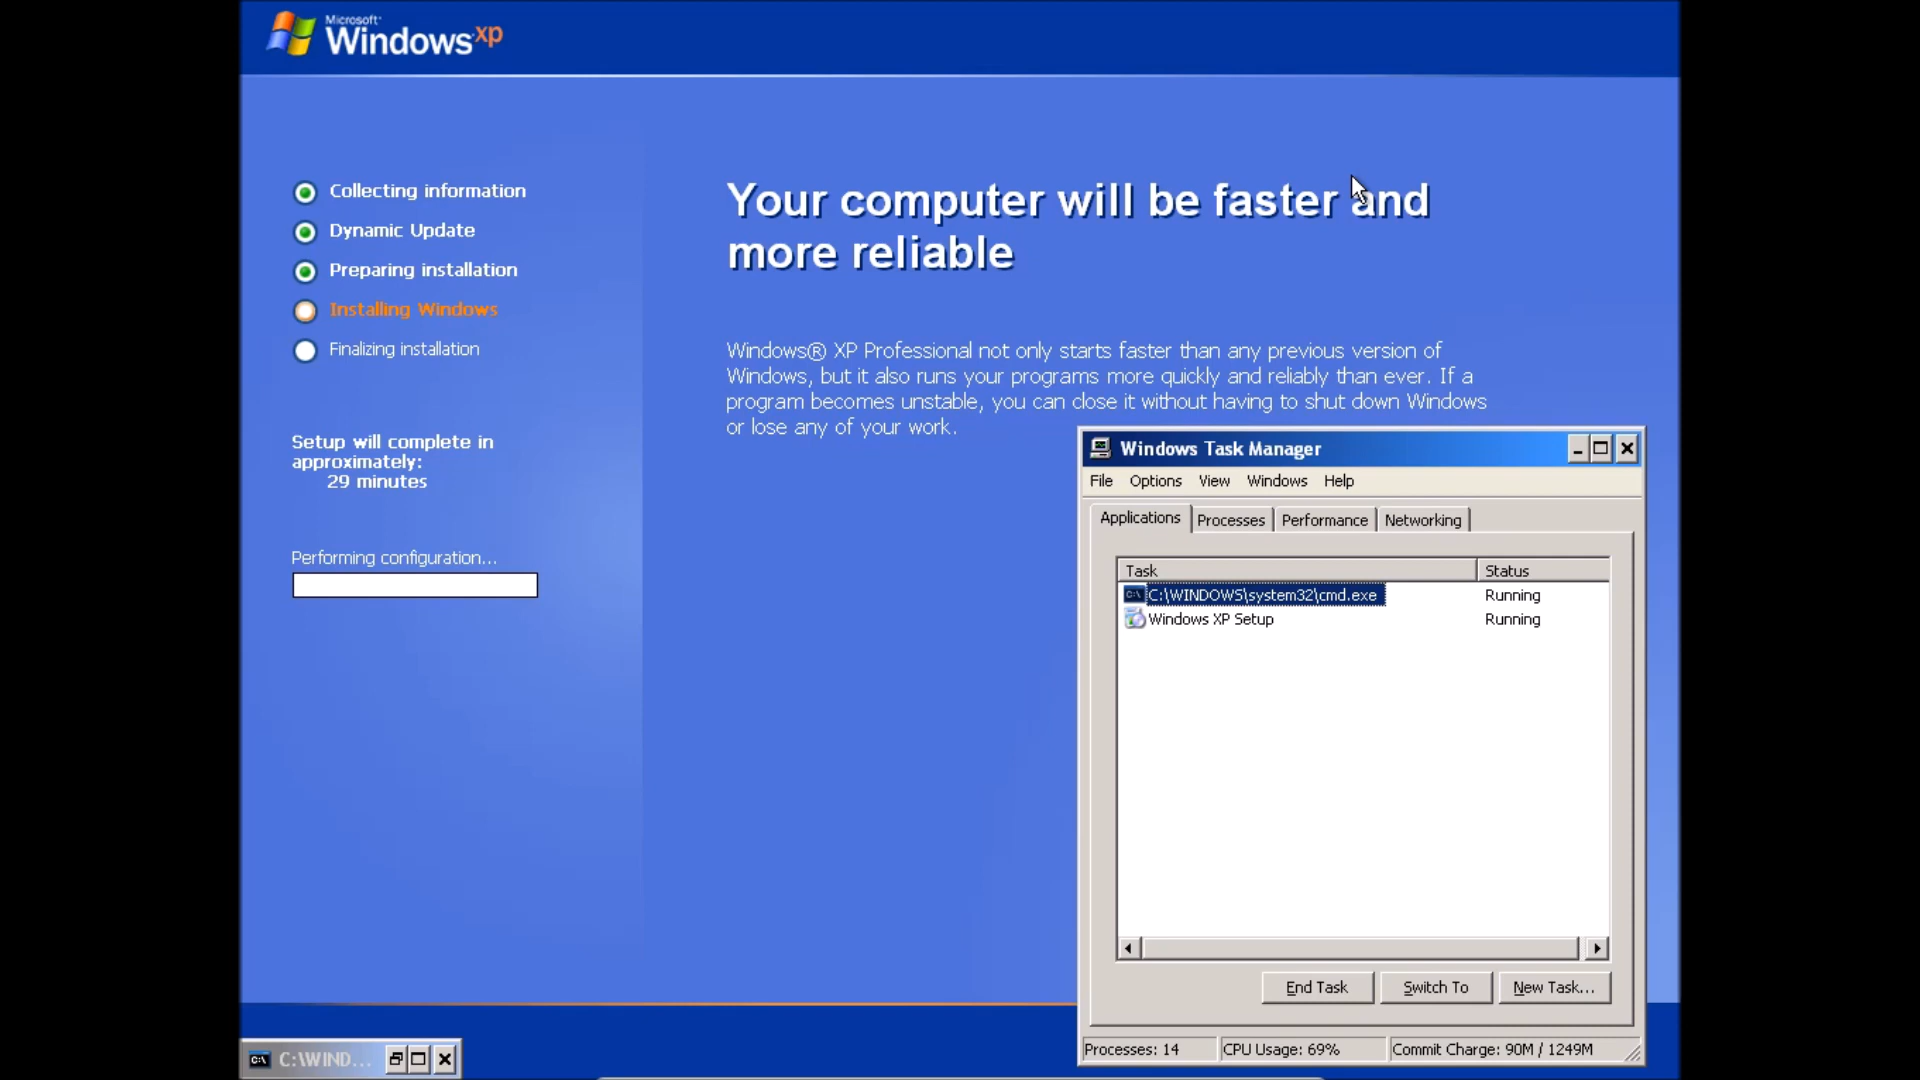 Microsoft
Windows xp
Collecting information
Dynamic Update
Preparing installation
Installing Windows
Finalizing installation
Setup will complete in
approximately:
29 minutes
Performing configuration...
Your computer will be faster and
more reliable
Windows® XP Professional not only starts faster than any previous version of
Windows, but it also runs your programs more quickly and reliably than ever. If a
program becomes unstable, you can close it without having to shut down Windows
or lose any of your work.
Windows Task Manager
File Options View Windows Help
Applications Processes Performance Networking
Task Status
C:\WINDOWS\system32\cmd.exe Running
Windows XP Setup Running
End Task Switch To New Task...
Processes: 14 CPU Usage: 69% Commit Charge: 90M / 1249M
C:\WIND...